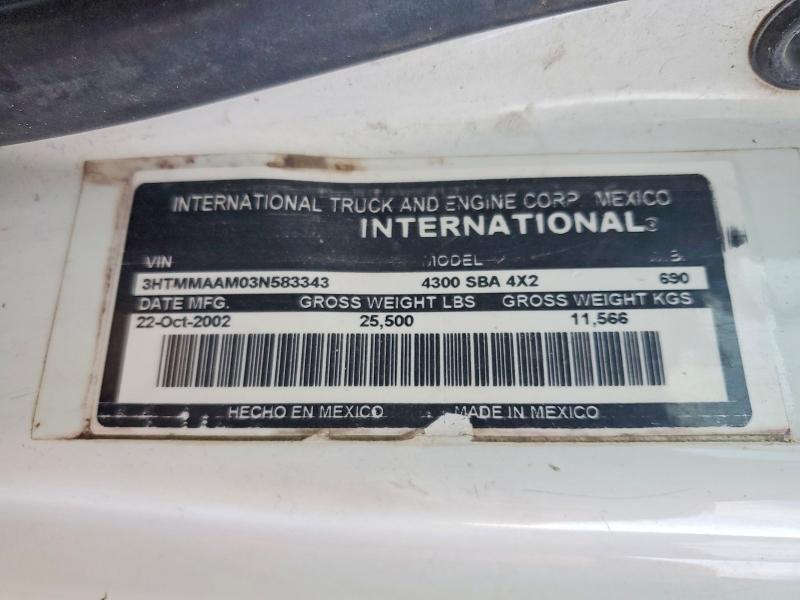 INTERNATIONAL TRUCK AND ENGINE CORP. MEXICO
INTERNATIONAL®
VIN MODEL W.B.
3HTMMAAM03N583343 4300 SBA 4X2 690
DATE MFG. GROSS WEIGHT LBS GROSS WEIGHT KGS
22-Oct-2002 25,500 11,566
HECHO EN MEXICO MADE IN MEXICO